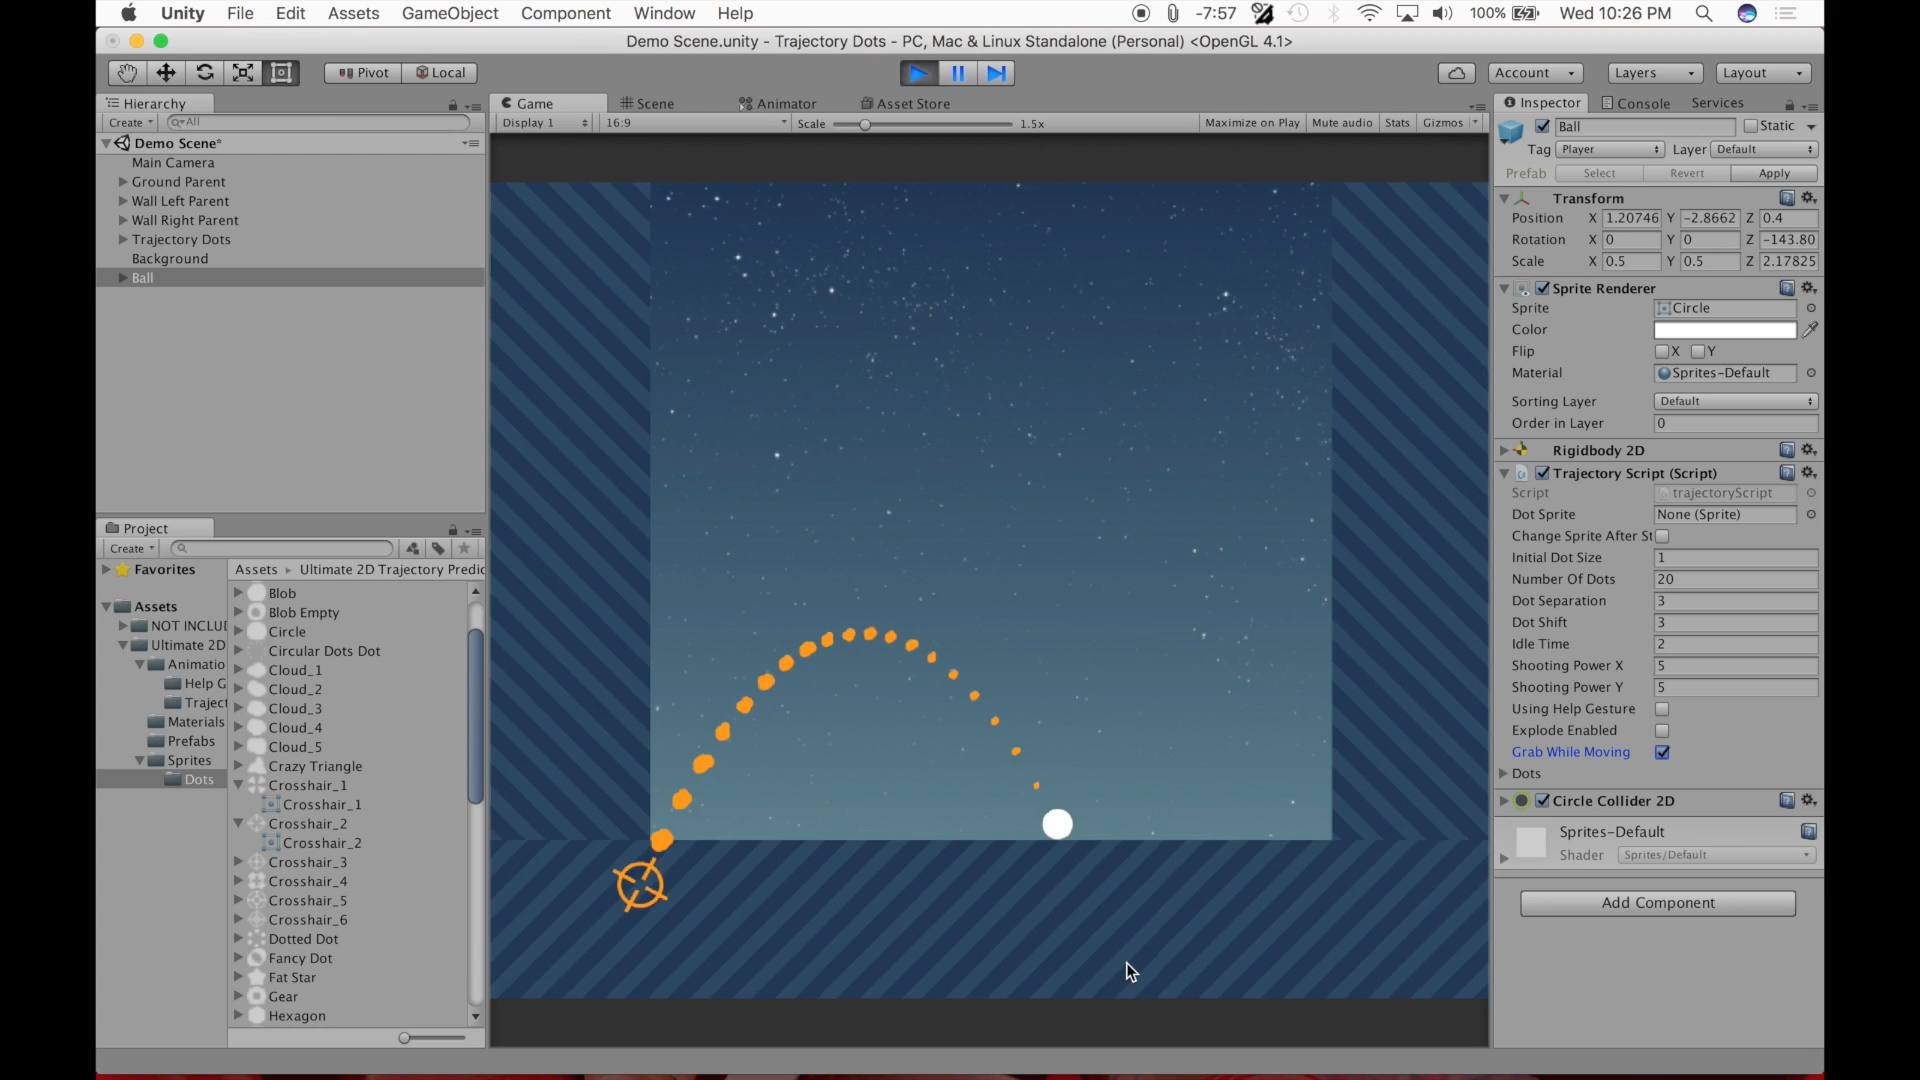 Unity File Edit Assets GameObject Component Window Help
-7:57 100% Wed 10:26 PM
Demo Scene.unity - Trajectory Dots - PC, Mac & Linux Standalone (Personal) <OpenGL 4.1>
Pivot Local
Account Layers Layout
Hierarchy
Create All
Demo Scene*
Main Camera
Ground Parent
Wall Left Parent
Wall Right Parent
Trajectory Dots
Background
Ball
Project
Create
Favorites
Assets
NOT INCLU
Ultimate 2D
Animatio
Help G
Traject
Materials
Prefabs
Sprites
Dots
Assets Ultimate 2D Trajectory Predic
Blob
Blob Empty
Circle
Circular Dots Dot
Cloud_1
Cloud_2
Cloud_3
Cloud_4
Cloud_5
Crazy Triangle
Crosshair_1
Crosshair_1
Crosshair_2
Crosshair_2
Crosshair_3
Crosshair_4
Crosshair_5
Crosshair_6
Dotted Dot
Fancy Dot
Fat Star
Gear
Hexagon
Game Scene Animator Asset Store
Display 1 16:9 Scale 1.5x Maximize on Play Mute audio Stats Gizmos
Inspector Console Services
Ball Static
Tag Player Layer Default
Prefab Select Revert Apply
Transform
Position X 1.20746 Y -2.8662 Z 0.4
Rotation X 0 Y 0 Z -143.80
Scale X 0.5 Y 0.5 Z 2.17825
Sprite Renderer
Sprite Circle
Color
Flip X Y
Material Sprites-Default
Sorting Layer Default
Order in Layer 0
Rigidbody 2D
Trajectory Script (Script)
Script trajectoryScript
Dot Sprite None (Sprite)
Change Sprite After St
Initial Dot Size 1
Number Of Dots 20
Dot Separation 3
Dot Shift 3
Idle Time 2
Shooting Power X 5
Shooting Power Y 5
Using Help Gesture
Explode Enabled
Grab While Moving
Dots
Circle Collider 2D
Sprites-Default
Shader Sprites/Default
Add Component